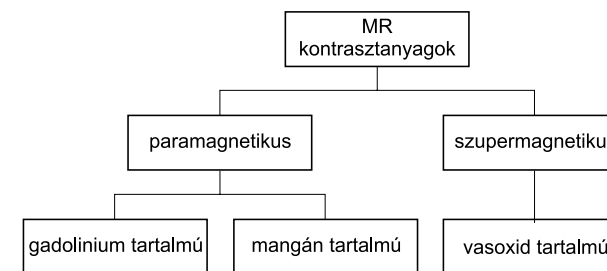 MR
kontrasztanyagok
paramagnetikus
szupermagnetiku
gadolinium tartalmú
mangán tartalmú
vasoxid tartalmú